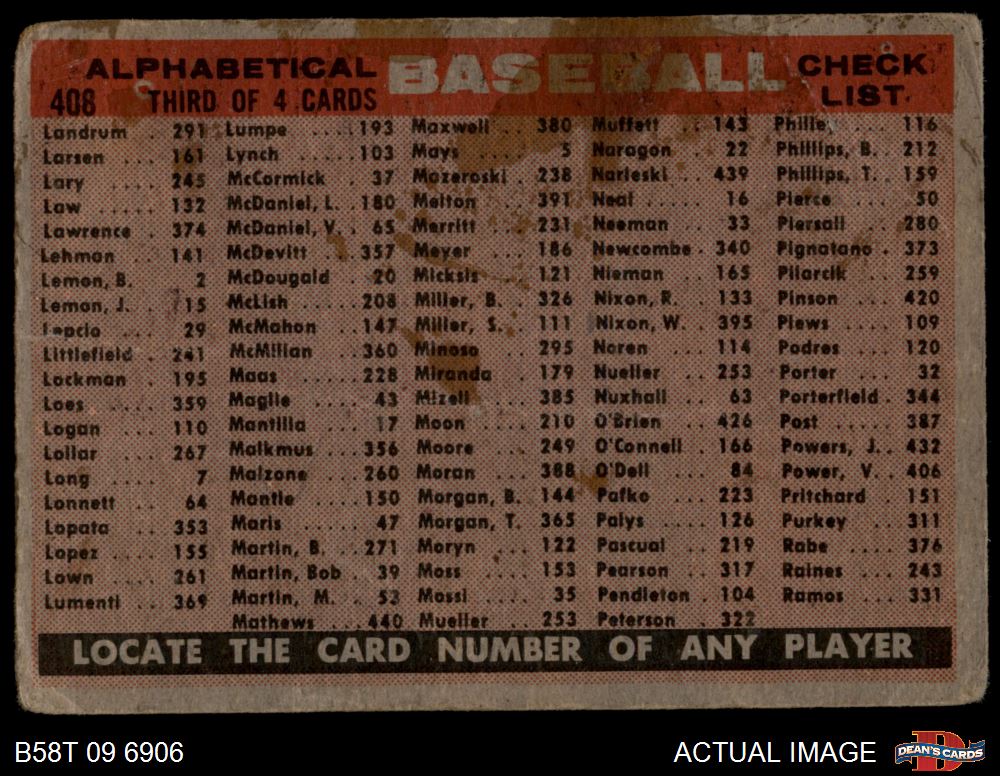 ALPHABETICAL BASEBALL CHECK
408 THIRD OF 4 CARDS LIST.
Landrum . 291 Lumpe ... 193 Maxwell .. 380 Muffett .. 143 Philley ... 116
Larsen .... 161 Lynch ..... 103 Mays ..... 5 Naragon .. 22 Phillips, B. . 212
Lary .... 245 McCormick . 37 Mazeroski . 238 Narleski . 439 Phillips, T. . 159
Law ..... 132 McDaniel, L. . 180 Melton ... 391 Neal ..... 16 Pierce .... 50
Lawrence . 374 McDaniel, V. . 65 Merritt ... 231 Neeman .. 33 Piersall ... 280
Lehman . 141 McDevitt .. 357 Meyer ... 186 Newcombe . 340 Pignatano . 373
Lemon, B. 2 McDougald . 20 Micksis .. 121 Nieman .. 165 Pilarcik .. 259
Lemon, J. . 15 McLish ... 208 Miller, B. . 326 Nixon, R. . 133 Pinson ... 420
Lepcio .. 29 McMahon .. 147 Miller, S. . 111 Nixon, W. . 395 Plews .... 109
Littlefield . 241 McMillan .. 360 Minoso .. 295 Noren ... 114 Podres ... 120
Lockman . 195 Maas ..... 228 Miranda . 179 Nueller .. 253 Porter ... 32
Loes .... 359 Maglie .... 43 Mizell ... 385 Nuxhall .. 63 Porterfield . 344
Logan ... 110 Mantilla ... 17 Moon .... 210 O'Brien .. 426 Post ..... 387
Lollar ... 267 Malkmus .. 356 Moore ... 249 O'Connell . 166 Powers, J. . 432
Long .... 7 Malzone .. 260 Moran ... 388 O'Dell ... 84 Power, V. . 406
Lonnett .. 64 Mantle ... 150 Morgan, B. . 144 Pafko ... 223 Pritchard . 151
Lopata .. 353 Maris .... 47 Morgan, T. . 365 Palys .... 126 Purkey ... 311
Lopez ... 155 Martin, B. .. 271 Moryn ... 122 Pascual .. 219 Rabe .... 376
Lown .... 261 Martin, Bob . 39 Moss .... 153 Pearson .. 317 Raines ... 243
Lumenti .. 369 Martin, M. . 53 Mossi .... 35 Pendleton . 104 Ramos ... 331
Mathews ... 440 Mueller .. 253 Peterson . 322
LOCATE THE CARD NUMBER OF ANY PLAYER
B58T 09 6906 ACTUAL IMAGE DEAN'S CARDS